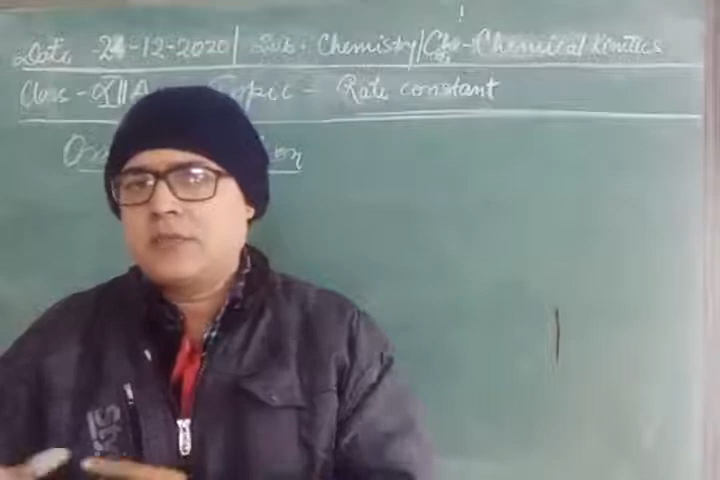 Date - 24-12-2020 | Sub: Chemistry/Ch- Chemical Kinetics
Class - XII A Topic - Rate constant